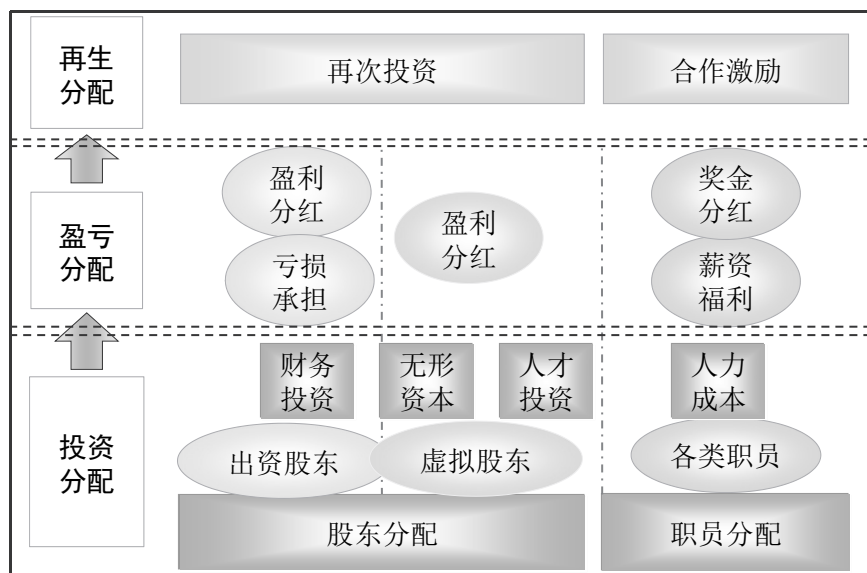 再生
分配
再次投资
合作激励
盈亏
分配
盈利
分红
亏损
承担
盈利
分红
奖金
分红
薪资
福利
投资
分配
财务
投资
无形
资本
人才
投资
人力
成本
出资股东
虚拟股东
各类职员
股东分配
职员分配